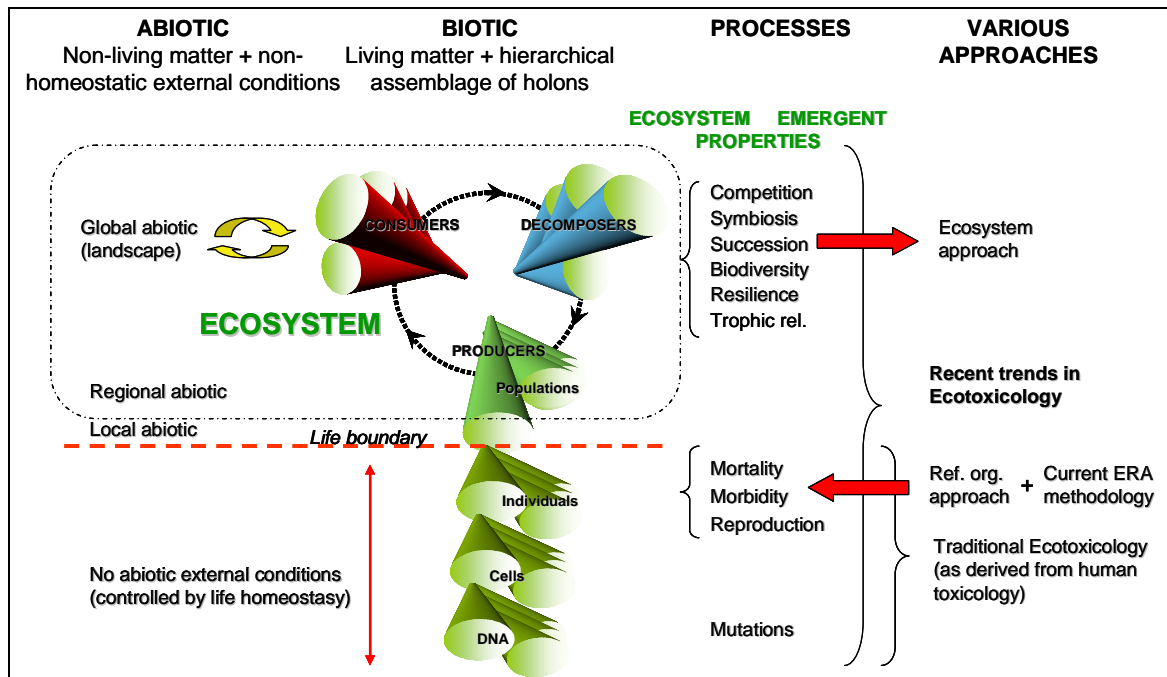 ABIOTIC
Non-living matter + non-
homeostatic external conditions
BIOTIC
Living matter + hierarchical
assemblage of holons
PROCESSES
VARIOUS
APPROACHES
ECOSYSTEM EMERGENT
PROPERTIES
Global abiotic
(landscape)
CONSUMERS
DECOMPOSERS
PRODUCERS
Populations
ECOSYSTEM
Regional abiotic
Local abiotic
Life boundary
Competition
Symbiosis
Succession
Biodiversity
Resilience
Trophic rel.
Ecosystem
approach
Recent trends in
Ecotoxicology
Individuals
Cells
DNA
No abiotic external conditions
(controlled by life homeostasy)
Mortality
Morbidity
Reproduction
Mutations
Ref. org.
approach
+
Current ERA
methodology
Traditional Ecotoxicology
(as derived from human
toxicology)